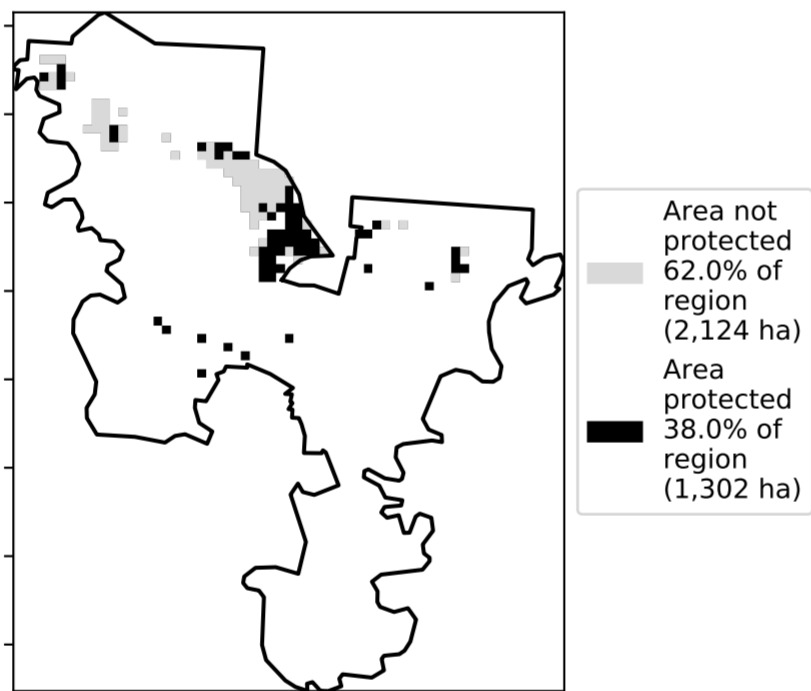 Area not
protected
62.0% of
region
(2,124 ha)
Area
protected
38.0% of
region
(1,302 ha)